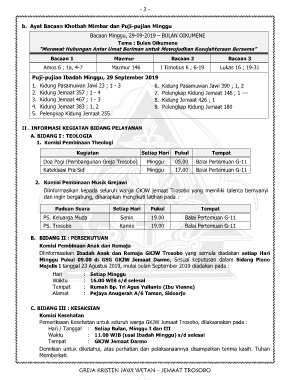 - 3 -
b. Ayat Bacaan Khotbah Mimbar dan Puji-pujian Minggu
Bacaan Minggu, 29-09-2019 – BULAN OIKUMENE
Tema : Bulan Oikumene
"Merawat Hubungan Antar Umat Beriman untuk Mewujudkan Kesejahteraan Bersama"
Bacaan 1 Mazmur Bacaan 2 Bacaan 3
Amos 6 ; 1a, 4-7 Mazmur 146 I Timotius 6 ; 6-19 Lukas 16 ; 19-31
Puji-pujian Ibadah Minggu, 29 September 2019
1. Kidung Pasamuwan Jawi 23 ; 1 - 3
2. Kidung Jemaat 357 ; 1 - 4
3. Kidung Jemaat 467 ; 1 - 3
4. Kidung Jemaat 383 ; 1, 2
5. Pelengkap Kidung Jemaat 255
6. Kidung Pasamuwan Jawi 390 ; 1, 2
7. Pelengkap Kidung Jemaat 146 ; 1 —
8. Kidung Jemaat 426 ; 1
9. Pelengkap Kidung Jemaat 180
II . INFORMASI KEGIATAN BIDANG PELAYANAN
A. BIDANG I : TEOLOGIA
1. Komisi Pembinaan Theologi
Kegiatan Setiap Hari Pukul Tempat
Doa Pagi (Pembangunan Greja Trosobo) Minggu 05.00 Balai Pertemuan G-11
Katekisasi Pra Sidi Minggu 17.00 Balai Pertemuan G-11
2. Komisi Pembinaan Musik Grejawi
Diinformasikan kepada seluruh warga GKJW Jemaat Trosobo yang memiliki talenta bernyanyi
dan ingin bergabung, diharapkan mengikuti latihan pada :
Paduan Suara Setiap Hari Pukul Tempat
PS. Keluarga Muda Senin 19.00 Balai Pertemuan G-11
PS. Trosobo Kamis 19.00 Balai Pertemuan G-11
B. BIDANG II : PERSEKUTUAN
Komisi Pembinaan Anak dan Remaja
Diinformasikan Ibadah Anak dan Remaja GKJW Trosobo yang semula diadakan setiap Hari
Minggu Pukul 09.00 di GSG GKJW Jemaat Darmo, Sesuai keputusan dalam Sidang Pleno
Majelis I tanggal 23 Agustus 2019, mulai bulan September 2019 diadakan pada :
Hari : Setiap Minggu
Waktu : 16.00 WIB s/d selesai
Tempat : Rumah Bp. Tri Agus Yulianto (Ibu Vienna)
Alamat : Pejaya Anugerah A/6 Taman, Sidoarjo
C. BIDANG III : KESAKSIAN
Komisi Kesehatan
Pemeriksaan Kesehatan untuk seluruh warga GKJW Jemaat Trosobo, dilaksanakan pada :
Hari / Tanggal : Setiap Bulan, Minggu I dan III
Waktu : 11.00 WIB (usai Ibadah Minggu) s/d selesai
Tempat : GKJW Jemaat Darmo
Demikian untuk diketahui, atas perhatian dan pelaksanaannya disampaikan terima kasih. Tuhan
Memberkati.
GREJA KRISTEN JAWI WETAN – JEMAAT TROSOBO